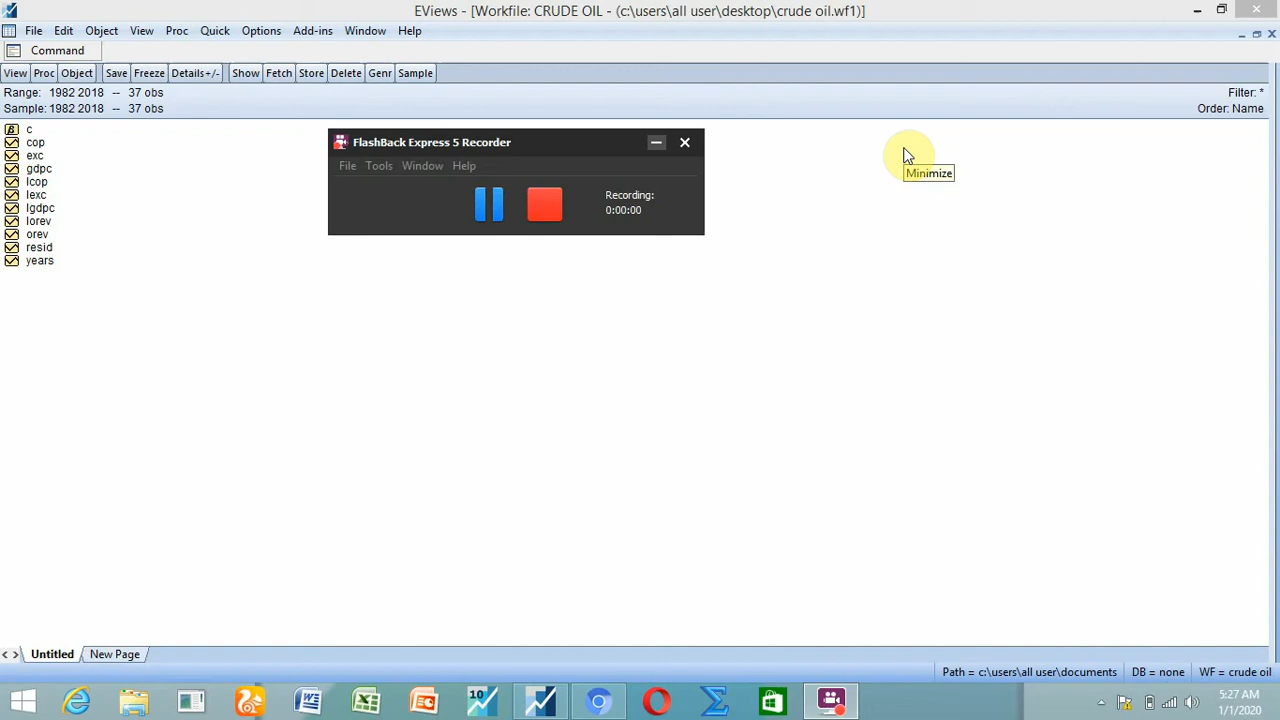 EViews - [Workfile: CRUDE OIL - (c:\users\all user\desktop\crude oil.wf1)]
File Edit Object View Proc Quick Options Add-ins Window Help
Command
View Proc Object Save Freeze Details+/- Show Fetch Store Delete Genr Sample
Range: 1982 2018 -- 37 obs Filter: *
Sample: 1982 2018 -- 37 obs Order: Name
β c
cop
exc
gdpc
lcop
lexc
lgdpc
lorev
orev
resid
years
FlashBack Express 5 Recorder
File Tools Window Help
Recording:
0:00:00
Minimize
Untitled New Page
Path = c:\users\all user\documents DB = none WF = crude oil
10
5:27 AM
1/1/2020